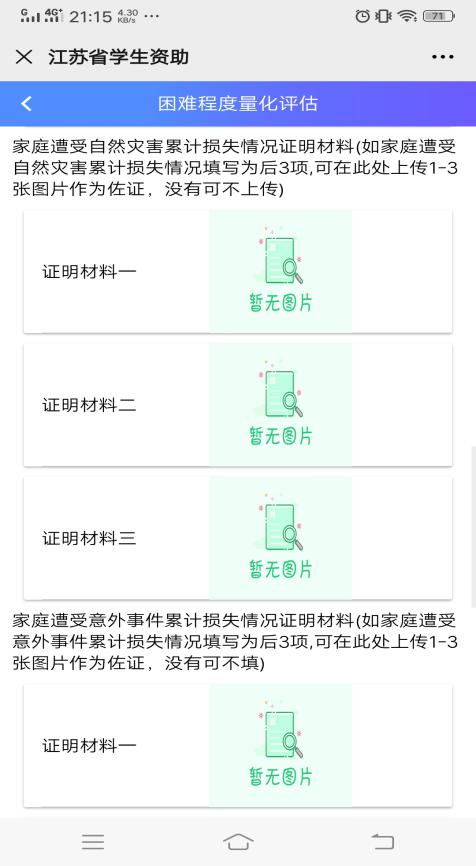 G 4G+ 21:15 4.30 KB/s ··· 71
江苏省学生资助
困难程度量化评估
家庭遭受自然灾害累计损失情况证明材料(如家庭遭受
自然灾害累计损失情况填写为后3项,可在此处上传1-3
张图片作为佐证，没有可不上传)
证明材料一
暂无图片
证明材料二
暂无图片
证明材料三
暂无图片
家庭遭受意外事件累计损失情况证明材料(如家庭遭受
意外事件累计损失情况填写为后3项,可在此处上传1-3
张图片作为佐证，没有可不填)
证明材料一
暂无图片